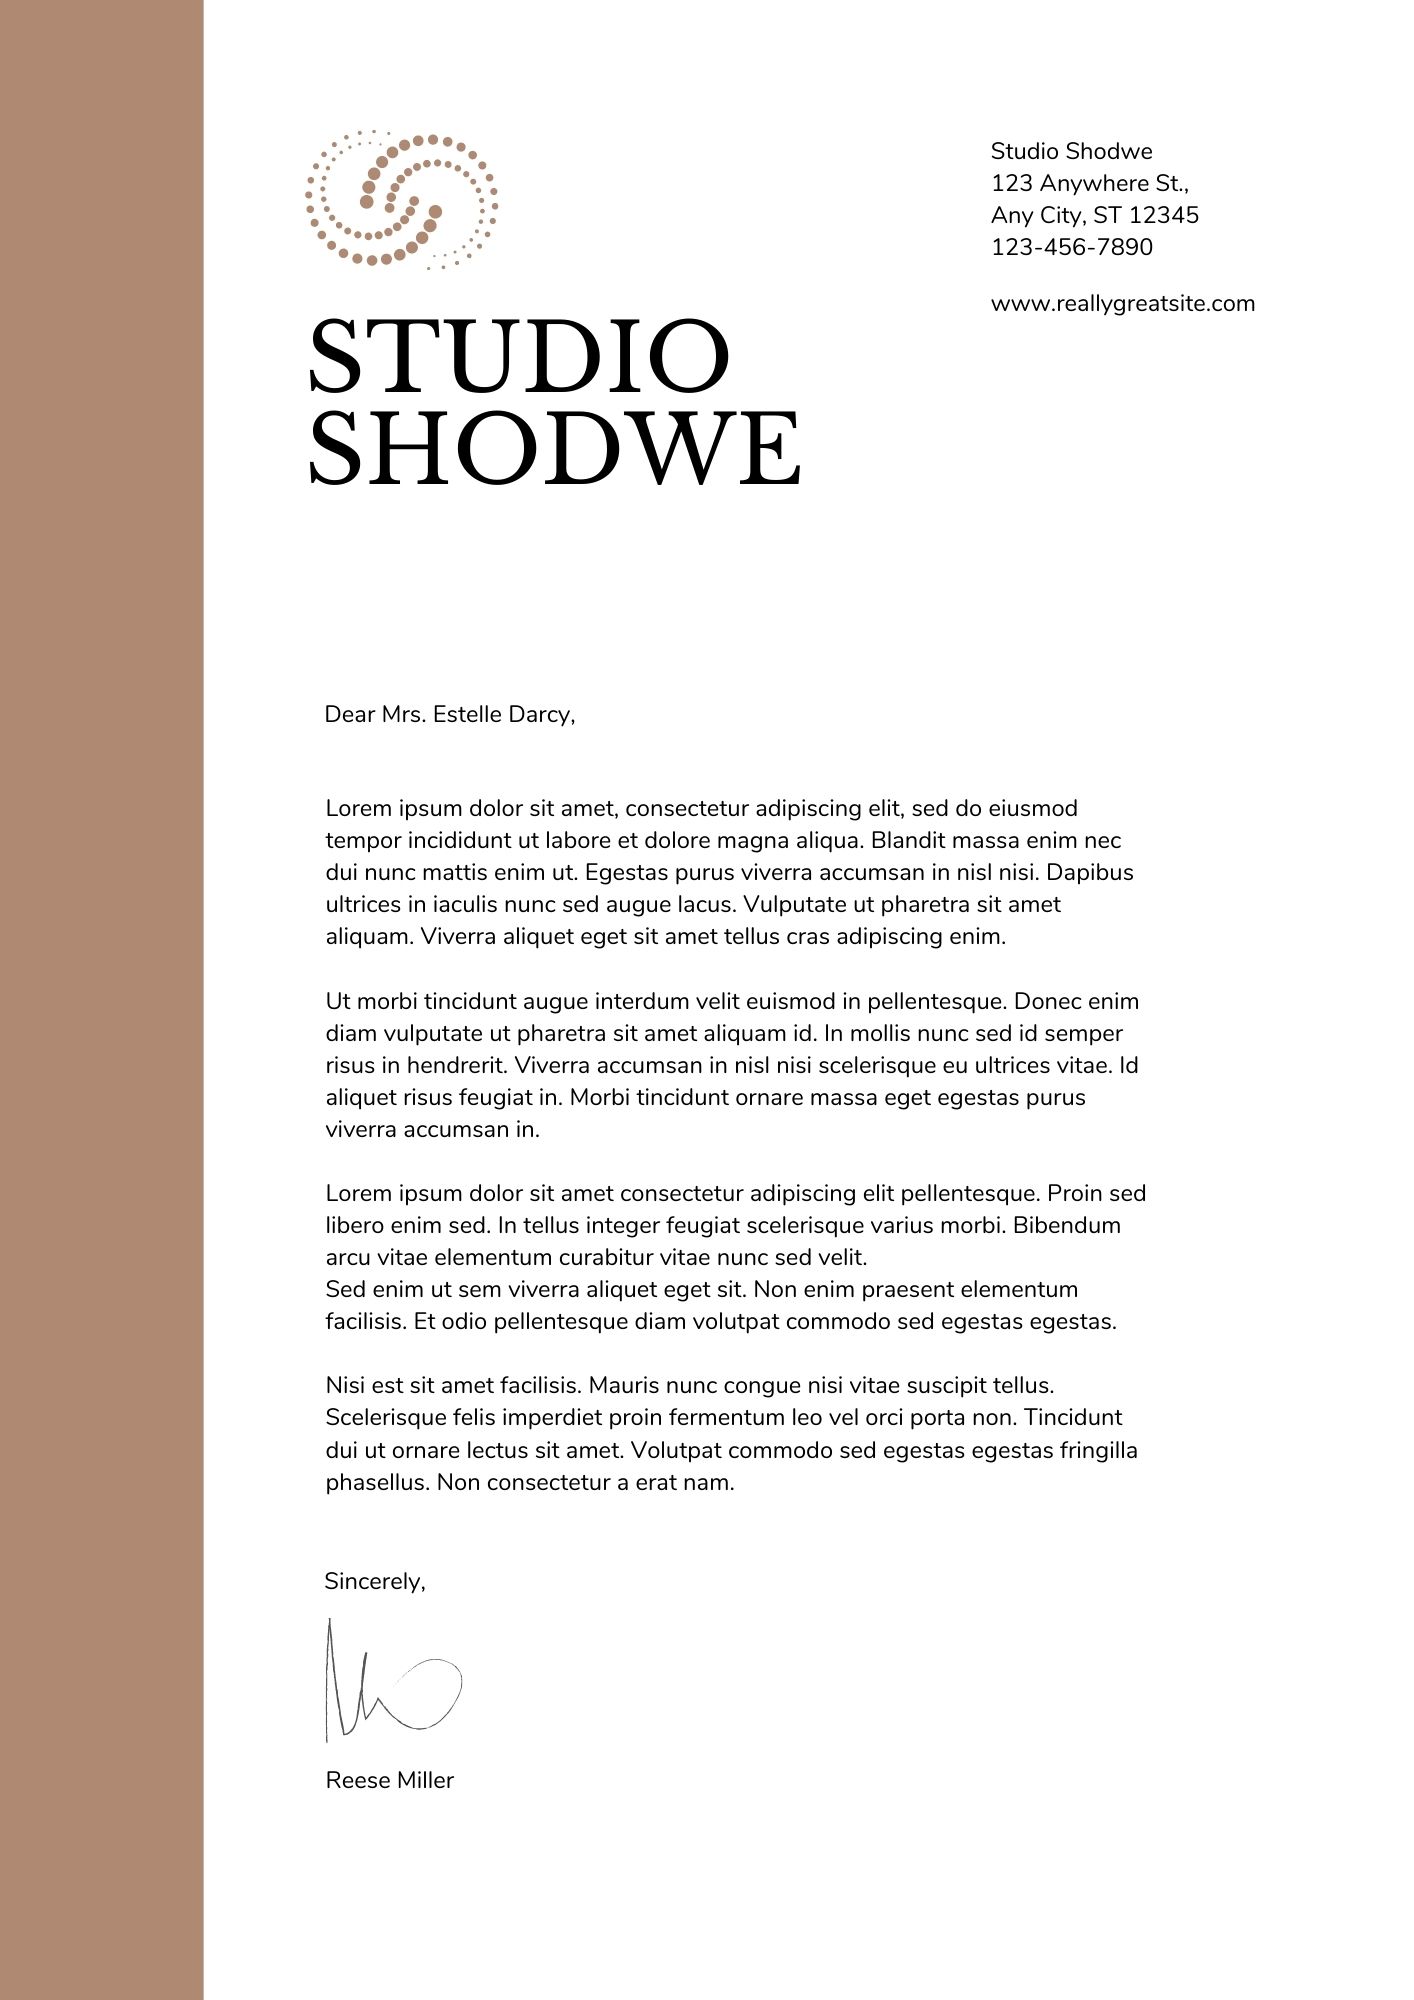 Studio Shodwe
123 Anywhere St.,
Any City, ST 12345
123-456-7890
www.reallygreatsite.com
STUDIO
SHODWE
Dear Mrs. Estelle Darcy,
Lorem ipsum dolor sit amet, consectetur adipiscing elit, sed do eiusmod
tempor incididunt ut labore et dolore magna aliqua. Blandit massa enim nec
dui nunc mattis enim ut. Egestas purus viverra accumsan in nisl nisi. Dapibus
ultrices in iaculis nunc sed augue lacus. Vulputate ut pharetra sit amet
aliquam. Viverra aliquet eget sit amet tellus cras adipiscing enim.
Ut morbi tincidunt augue interdum velit euismod in pellentesque. Donec enim
diam vulputate ut pharetra sit amet aliquam id. In mollis nunc sed id semper
risus in hendrerit. Viverra accumsan in nisl nisi scelerisque eu ultrices vitae. Id
aliquet risus feugiat in. Morbi tincidunt ornare massa eget egestas purus
viverra accumsan in.
Lorem ipsum dolor sit amet consectetur adipiscing elit pellentesque. Proin sed
libero enim sed. In tellus integer feugiat scelerisque varius morbi. Bibendum
arcu vitae elementum curabitur vitae nunc sed velit.
Sed enim ut sem viverra aliquet eget sit. Non enim praesent elementum
facilisis. Et odio pellentesque diam volutpat commodo sed egestas egestas.
Nisi est sit amet facilisis. Mauris nunc congue nisi vitae suscipit tellus.
Scelerisque felis imperdiet proin fermentum leo vel orci porta non. Tincidunt
dui ut ornare lectus sit amet. Volutpat commodo sed egestas egestas fringilla
phasellus. Non consectetur a erat nam.
Sincerely,
Reese Miller